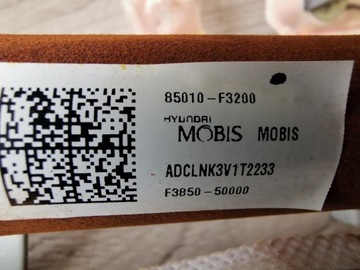 85010-F3200
HYUNDAI
MOBIS MOBIS
ADCLNK3V1T2233
F3850-50000